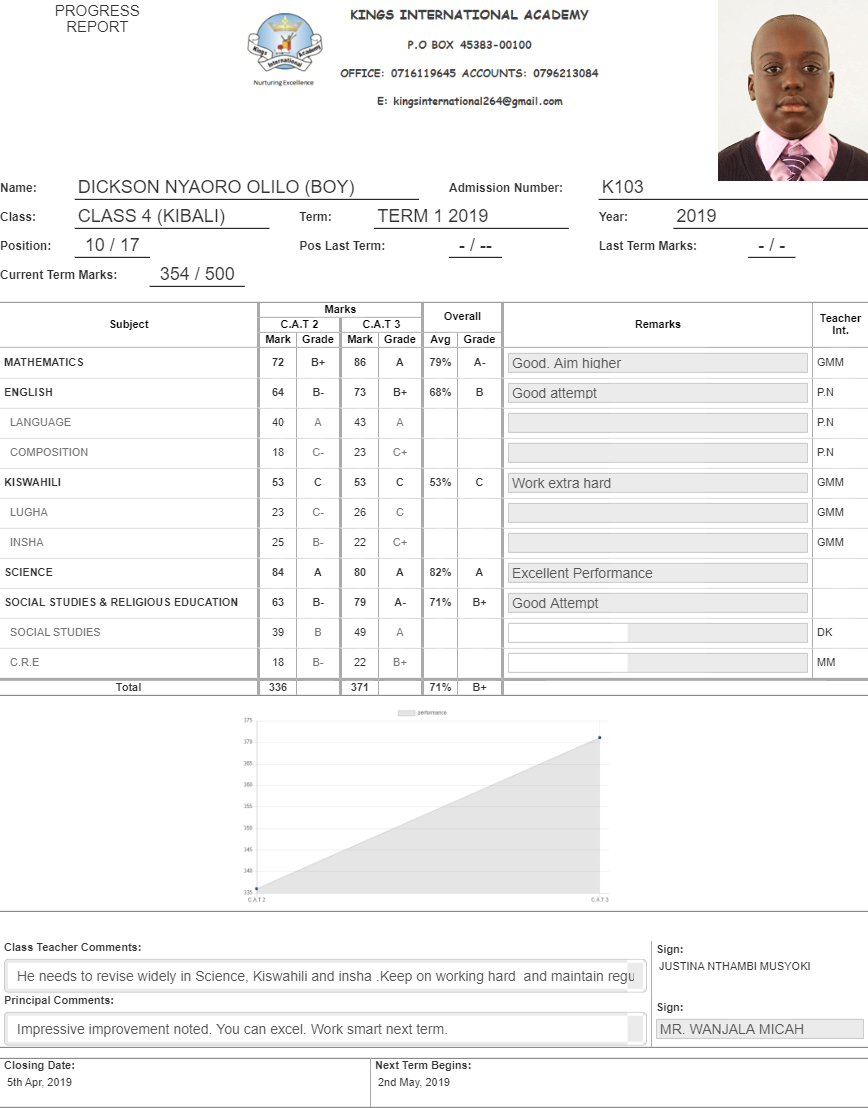 PROGRESS
REPORT
KINGS INTERNATIONAL ACADEMY
P.O BOX 45383-00100
OFFICE: 0716119645 ACCOUNTS: 0796213084
E: kingsinternational264@gmail.com
Kings International Academy
Nurturing Excellence
Name: DICKSON NYAORO OLILO (BOY) Admission Number: K103
Class: CLASS 4 (KIBALI) Term: TERM 1 2019 Year: 2019
Position: 10 / 17 Pos Last Term: - / -- Last Term Marks: - / -
Current Term Marks: 354 / 500
Subject Marks Overall Remarks Teacher Int.
C.A.T 2 C.A.T 3
Mark Grade Mark Grade Avg Grade
MATHEMATICS 72 B+ 86 A 79% A- Good. Aim higher GMM
ENGLISH 64 B- 73 B+ 68% B Good attempt P.N
LANGUAGE 40 A 43 A P.N
COMPOSITION 18 C- 23 C+ P.N
KISWAHILI 53 C 53 C 53% C Work extra hard GMM
LUGHA 23 C- 26 C GMM
INSHA 25 B- 22 C+ GMM
SCIENCE 84 A 80 A 82% A Excellent Performance
SOCIAL STUDIES & RELIGIOUS EDUCATION 63 B- 79 A- 71% B+ Good Attempt
SOCIAL STUDIES 39 B 49 A DK
C.R.E 18 B- 22 B+ MM
Total 336 371 71% B+
performance
375
370
365
360
355
350
345
340
335
C.A.T 2 C.A.T 3
Class Teacher Comments:
He needs to revise widely in Science, Kiswahili and insha .Keep on working hard and maintain regu
Sign:
JUSTINA NTHAMBI MUSYOKI
Principal Comments:
Impressive improvement noted. You can excel. Work smart next term.
Sign:
MR. WANJALA MICAH
Closing Date: Next Term Begins:
5th Apr, 2019 2nd May, 2019